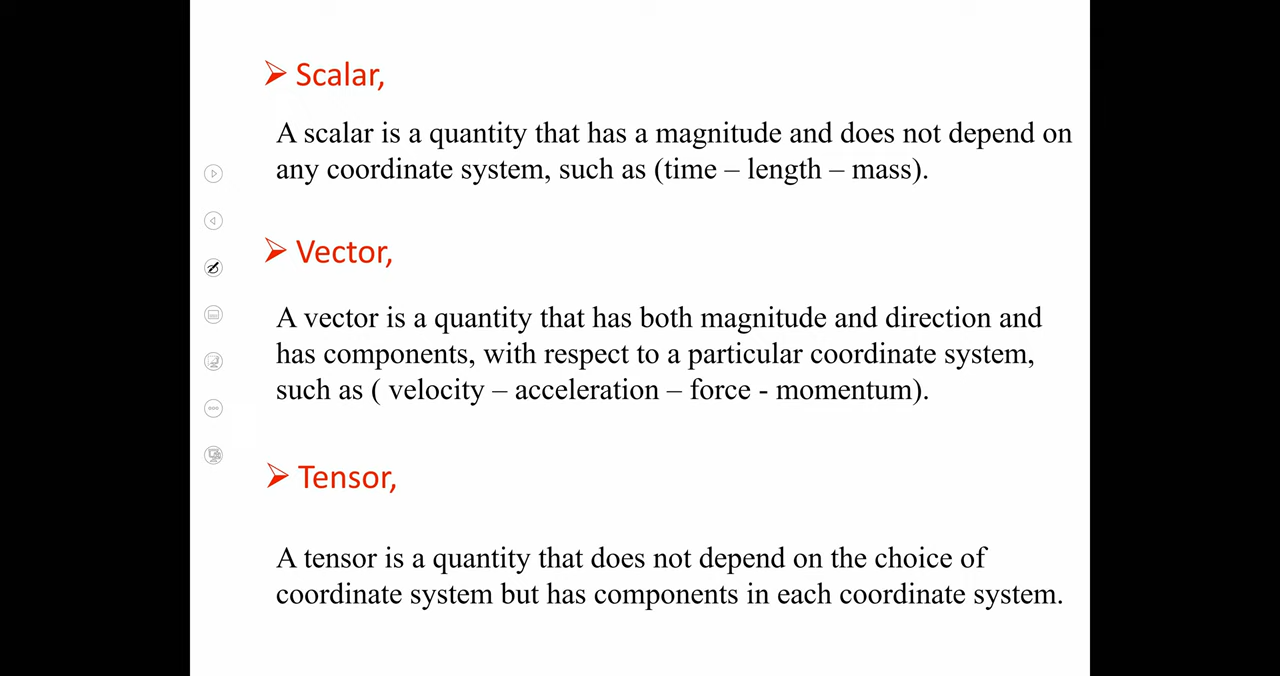 Scalar,
A scalar is a quantity that has a magnitude and does not depend on
any coordinate system, such as (time – length – mass).
Vector,
A vector is a quantity that has both magnitude and direction and
has components, with respect to a particular coordinate system,
such as ( velocity – acceleration – force - momentum).
Tensor,
A tensor is a quantity that does not depend on the choice of
coordinate system but has components in each coordinate system.